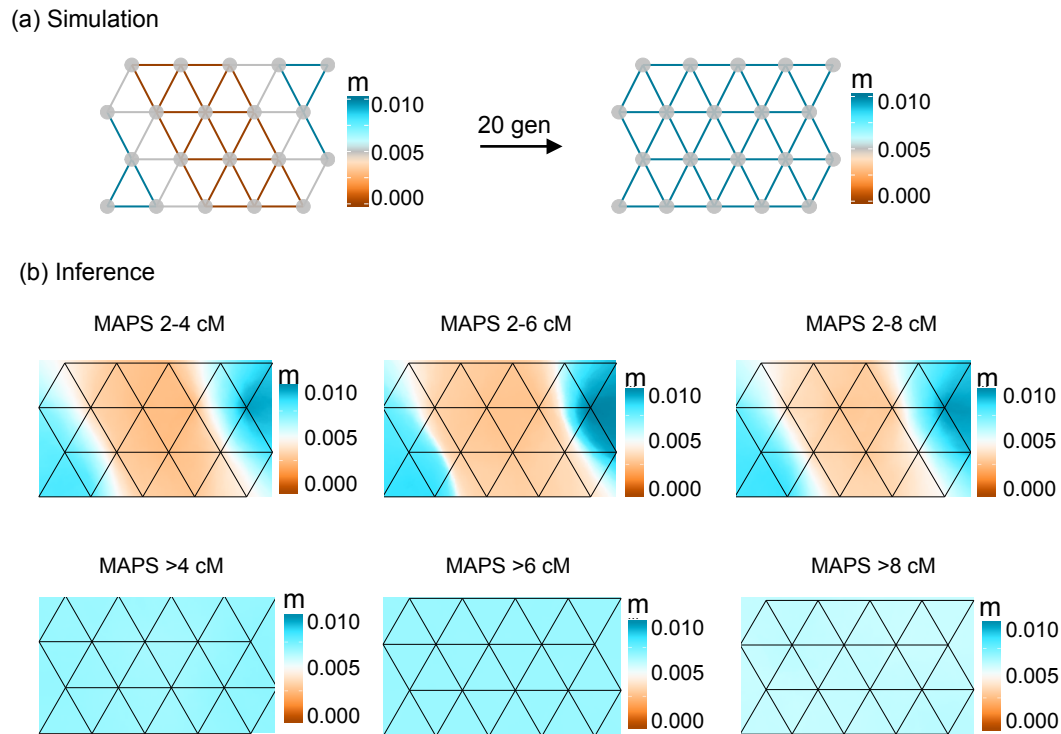 (a) Simulation
m
0.010
0.005
0.000
20 gen
m
0.010
0.005
0.000
(b) Inference
MAPS 2-4 cM
m
0.010
0.005
0.000
MAPS 2-6 cM
m
0.010
0.005
0.000
MAPS 2-8 cM
m
0.010
0.005
0.000
MAPS >4 cM
m
0.010
0.005
0.000
MAPS >6 cM
m
0.010
0.005
0.000
MAPS >8 cM
m
0.010
0.005
0.000